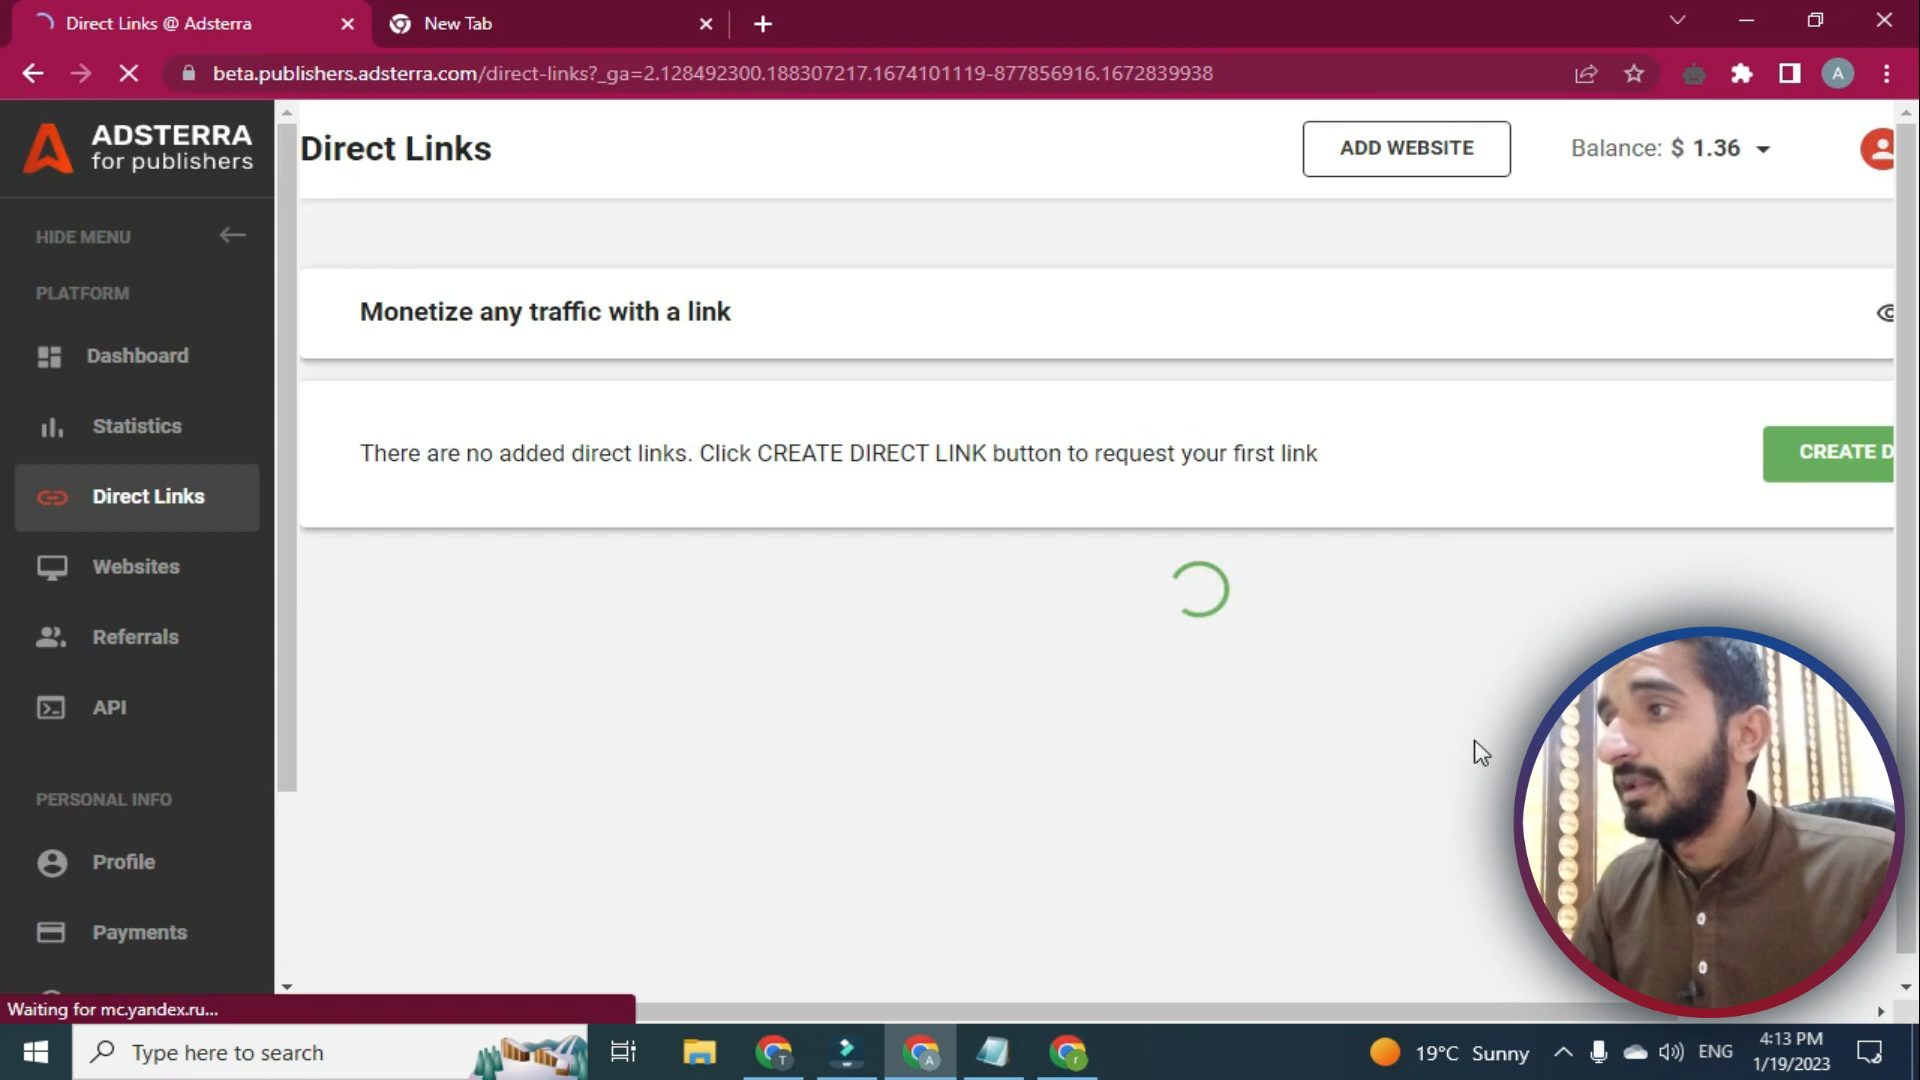 Direct Links @ Adsterra
New Tab
beta.publishers.adsterra.com/direct-links?_ga=2.128492300.188307217.1674101119-877856916.1672839938
A
ADSTERRA
for publishers
Direct Links
ADD WEBSITE
Balance: $ 1.36
HIDE MENU
PLATFORM
Monetize any traffic with a link
Dashboard
Statistics
There are no added direct links. Click CREATE DIRECT LINK button to request your first link
CREATE D
Direct Links
Websites
Referrals
API
PERSONAL INFO
Profile
Payments
Waiting for mc.yandex.ru...
Type here to search
T
A
r
19°C Sunny
ENG
4:13 PM
1/19/2023